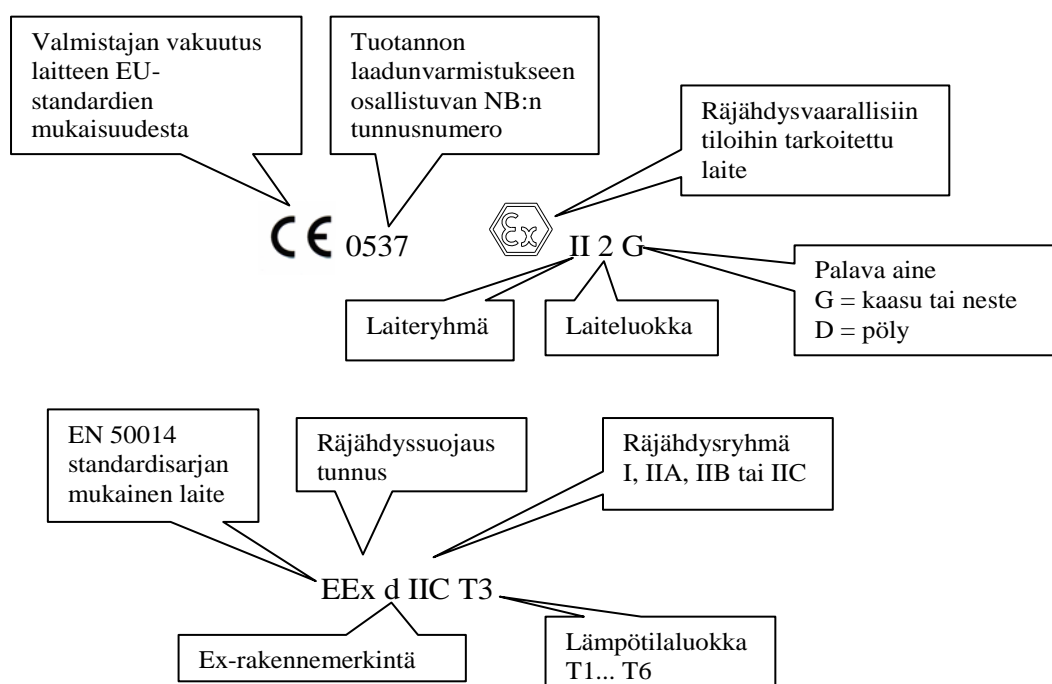 Valmistajan vakuutus
laitteen EU-
standardien
mukaisuudesta
Tuotannon
laadunvarmistukseen
osallistuvan NB:n
tunnusnumero
Räjähdysvaarallisiin
tiloihin tarkoitettu
laite
CE 0537
Ex
II 2 G
Laiteryhmä
Laiteluokka
Palava aine
G = kaasu tai neste
D = pöly
EN 50014
standardisarjan
mukainen laite
Räjähdyssuojaus
tunnus
Räjähdysryhmä
I, IIA, IIB tai IIC
EEx d IIC T3
Ex-rakennemerkintä
Lämpötilaluokka
T1... T6